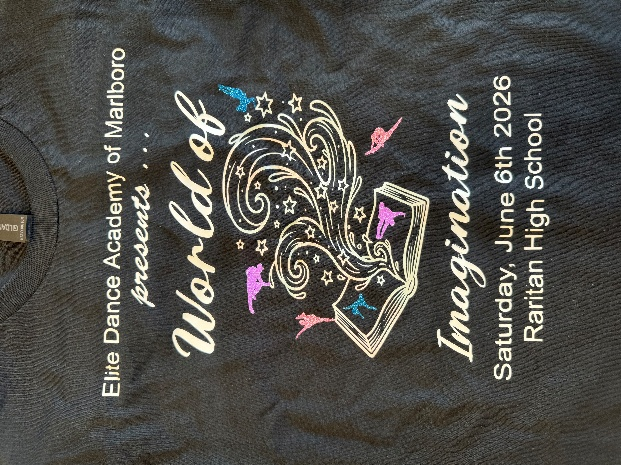 Elite Dance Academy of Marlboro
presents ...
World of
Imagination
Saturday, June 6th 2026
Raritan High School